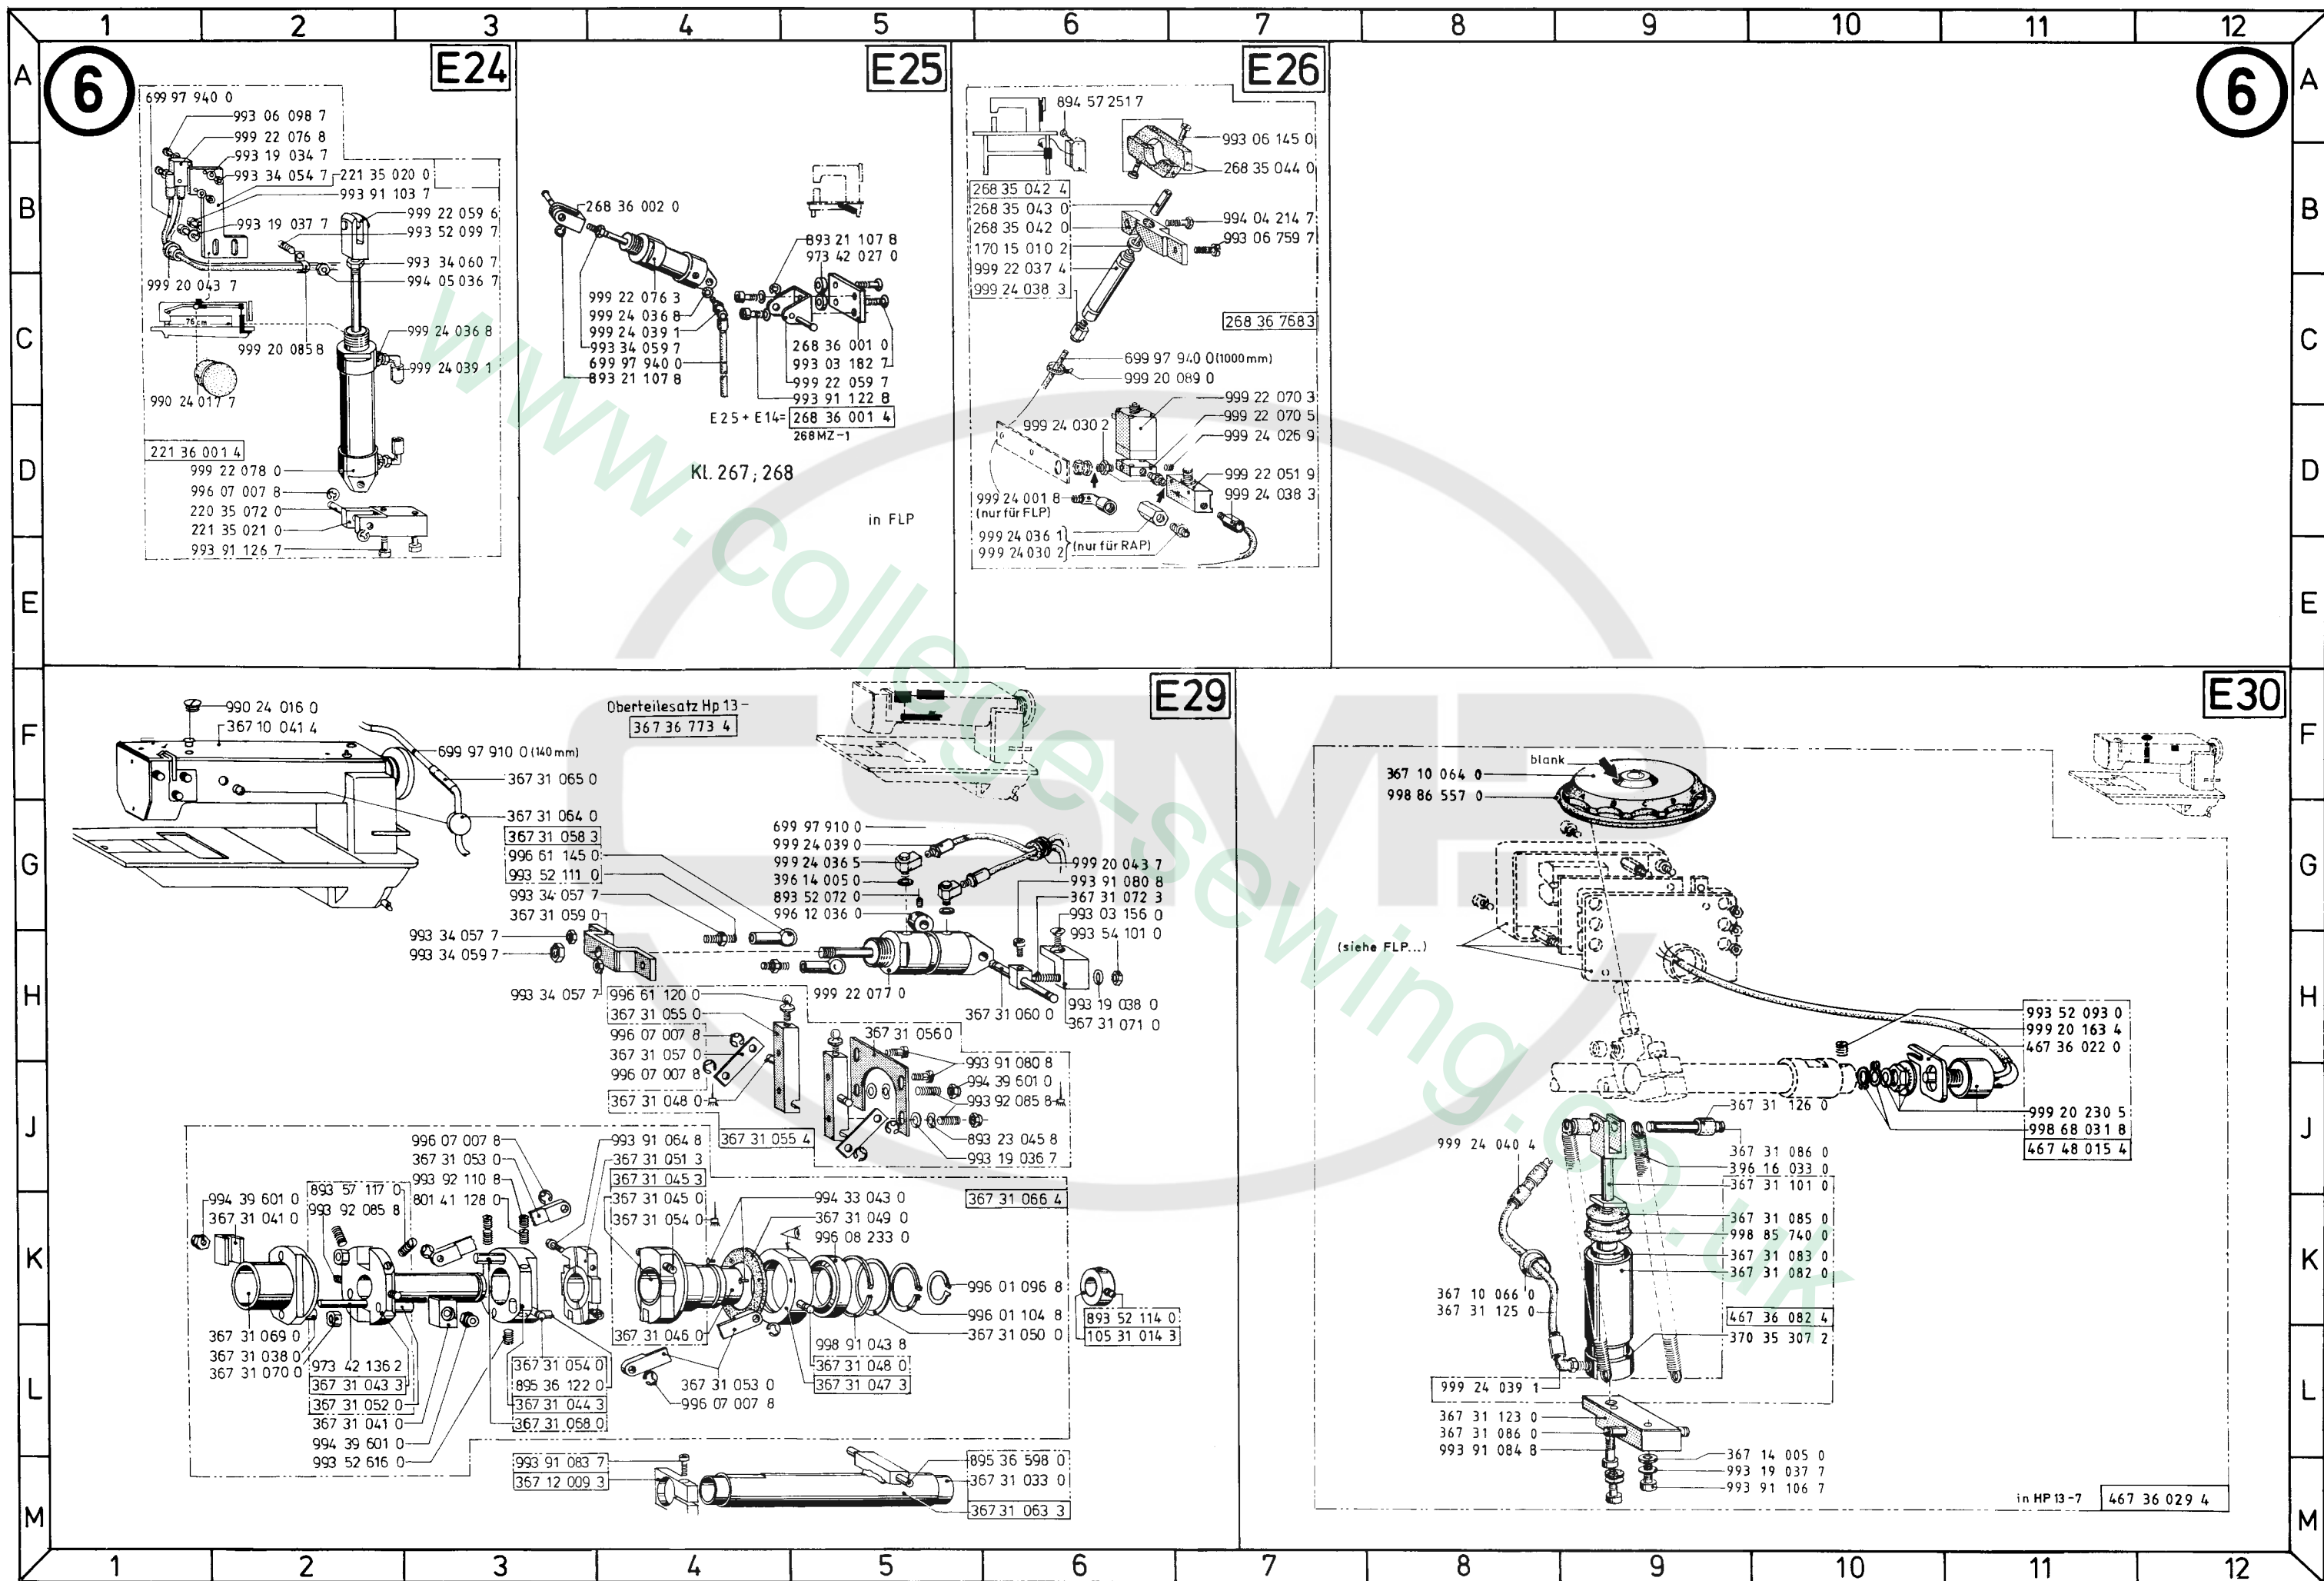 1 2 3 4 5 6 7 8 9 10 11 12
A
B
C
D
E
F
G
H
J
K
L
M
6
E24
699 97 940 0
993 06 098 7
999 22 076 8
993 19 034 7
993 34 054 7
221 35 020 0
993 91 103 7
999 22 059 6
993 19 037 7
993 52 099 7
993 34 060 7
994 05 036 7
999 20 043 7
76 cm
999 24 036 8
999 20 085 8
999 24 039 1
990 24 017 7
221 36 001 4
999 22 078 0
996 07 007 8
220 35 072 0
221 35 021 0
993 91 126 7
E25
268 36 002 0
893 21 107 8
973 42 027 0
999 22 076 3
999 24 036 8
999 24 039 1
993 34 059 7
699 97 940 0
893 21 107 8
268 36 001 0
993 03 182 7
999 22 059 7
993 91 122 8
E25 + E14= 268 36 001 4
268MZ-1
Kl. 267; 268
in FLP
E26
894 57 251 7
993 06 145 0
268 35 044 0
268 35 042 4
268 35 043 0
268 35 042 0
170 15 010 2
999 22 037 4
999 24 038 3
994 04 214 7
993 06 759 7
268 36 768 3
699 97 940 0 (1000 mm)
999 20 089 0
999 22 070 3
999 24 030 2
999 22 070 5
999 24 026 9
999 22 051 9
999 24 038 3
999 24 001 8
(nur für FLP)
999 24 036 1
999 24 030 2
(nur für RAP)
6
E29
990 24 016 0
367 10 041 4
699 97 910 0 (140 mm)
367 31 065 0
367 31 064 0
367 31 058 3
996 61 145 0
993 52 111 0
993 34 057 7
367 31 059 0
993 34 057 7
993 34 059 7
993 34 057 7
Oberteilesatz Hp 13-
367 36 773 4
699 97 910 0
999 24 039 0
999 24 036 5
396 14 005 0
893 52 072 0
996 12 036 0
999 20 043 7
993 91 080 8
367 31 072 3
993 03 156 0
993 54 101 0
999 22 077 0
367 31 060 0
993 19 038 0
367 31 071 0
996 61 120 0
367 31 055 0
996 07 007 8
367 31 057 0
996 07 007 8
367 31 048 0
367 31 056 0
993 91 080 8
994 39 601 0
993 92 085 8
893 23 045 8
993 19 036 7
367 31 055 4
996 07 007 8
367 31 053 0
993 92 110 8
801 41 128 0
893 57 117 0
993 92 085 8
994 39 601 0
367 31 041 0
993 91 064 8
367 31 051 3
367 31 045 3
367 31 045 0
367 31 054 0
994 33 043 0
367 31 049 0
996 08 233 0
367 31 066 4
996 01 096 8
996 01 104 8
367 31 050 0
893 52 114 0
105 31 014 3
367 31 069 0
367 31 038 0
367 31 070 0
973 42 136 2
367 31 043 3
367 31 052 0
367 31 041 0
994 39 601 0
993 52 616 0
367 31 054 0
895 36 122 0
367 31 044 3
367 31 068 0
367 31 046 0
367 31 053 0
996 07 007 8
998 91 043 8
367 31 048 0
367 31 047 3
993 91 083 7
367 12 009 3
895 36 598 0
367 31 033 0
367 31 063 3
E30
blank
367 10 064 0
998 86 557 0
(siehe FLP...)
993 52 093 0
999 20 163 4
467 36 022 0
999 20 230 5
998 68 031 8
467 48 015 4
367 31 126 0
999 24 040 4
367 31 086 0
396 16 033 0
367 31 101 0
367 31 085 0
998 85 740 0
367 31 083 0
367 31 082 0
367 10 066 0
367 31 125 0
467 36 082 4
370 35 307 2
999 24 039 1
367 31 123 0
367 31 086 0
993 91 084 8
367 14 005 0
993 19 037 7
993 91 106 7
in HP 13-7 467 36 029 4
A
B
C
D
E
F
G
H
J
K
L
M
1 2 3 4 5 6 7 8 9 10 11 12
CSMP
www.college-sewing.co.uk